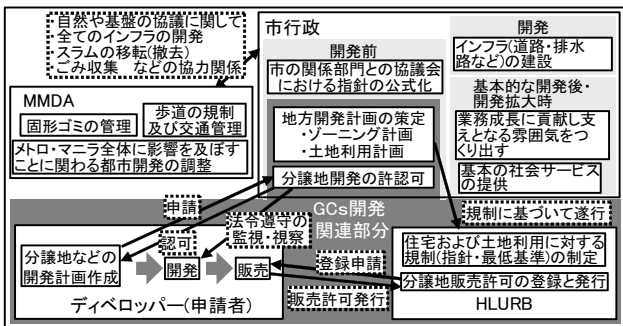 自然や基盤の協議に関して
全てのインフラの開発
スラムの移転(撤去)
ごみ収集 などの協力関係
MMDA
固形ゴミの管理
歩道の規制
及び交通管理
メトロ・マニラ全体に影響を及ぼす
ことに関わる都市開発の調整
市行政
開発前
市の関係部門との協議会
における指針の公式化
地方開発計画の策定
・ゾーニング計画
・土地利用計画
分譲地開発の許認可
開発
インフラ(道路・排水
路など)の建設
基本的な開発後・
開発拡大時
業務成長に貢献し支
えとなる雰囲気をつ
くり出す
基本の社会サービス
の提供
GCs開発
関連部分
申請
認可
法令遵守の
監視・視察
規制に基づいて遂行
分譲地などの
開発計画作成
開発
販売
ディベロッパー(申請者)
登録申請
販売許可発行
住宅および土地利用に対する
規制(指針・最低基準)の制定
分譲地販売許可の登録と発行
HLURB